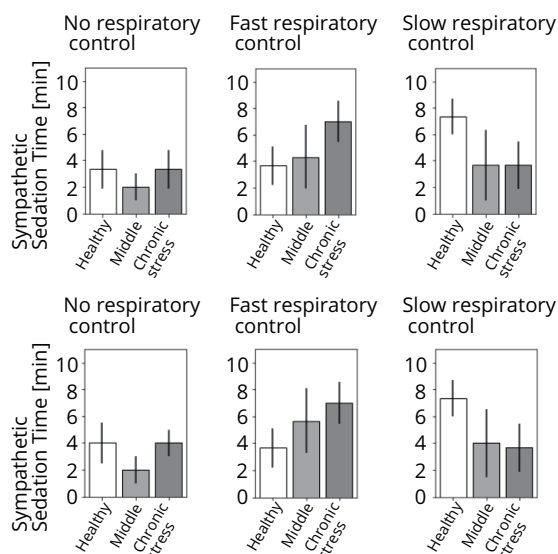 No respiratory
control
Fast respiratory
control
Slow respiratory
control
Sympathetic
Sedation Time [min]
10
8
6
4
2
0
Healthy
Middle
Chronic
stress
10
8
6
4
2
0
Healthy
Middle
Chronic
stress
10
8
6
4
2
0
Healthy
Middle
Chronic
stress
No respiratory
control
Fast respiratory
control
Slow respiratory
control
Sympathetic
Sedation Time [min]
10
8
6
4
2
0
Healthy
Middle
Chronic
stress
10
8
6
4
2
0
Healthy
Middle
Chronic
stress
10
8
6
4
2
0
Healthy
Middle
Chronic
stress